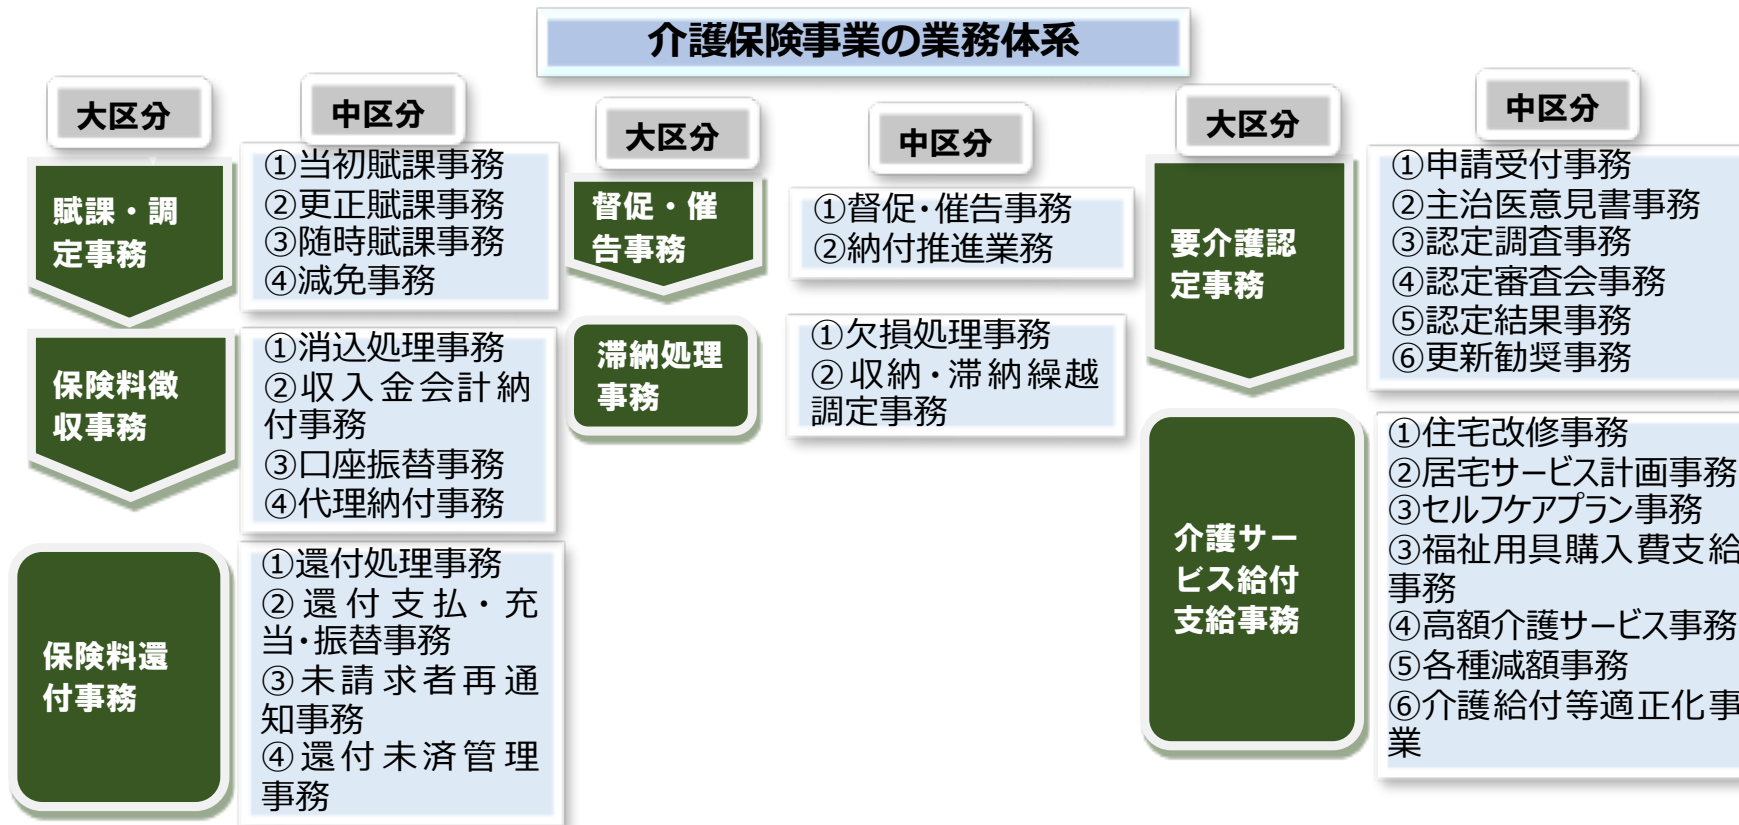 介護保険事業の業務体系
大区分
中区分
賦課・調
定事務
①当初賦課事務
②更正賦課事務
③随時賦課事務
④減免事務
保険料徴
収事務
①消込処理事務
②収入金会計納
付事務
③口座振替事務
④代理納付事務
保険料還
付事務
①還付処理事務
②還付支払・充
当・振替事務
③未請求者再通
知事務
④還付未済管理
事務
大区分
中区分
督促・催
告事務
①督促・催告事務
②納付推進業務
滞納処理
事務
①欠損処理事務
②収納・滞納繰越
調定事務
大区分
中区分
要介護認
定事務
①申請受付事務
②主治医意見書事務
③認定調査事務
④認定審査会事務
⑤認定結果事務
⑥更新勧奨事務
介護サー
ビス給付
支給事務
①住宅改修事務
②居宅サービス計画事務
③セルフケアプラン事務
③福祉用具購入費支給
事務
④高額介護サービス事務
⑤各種減額事務
⑥介護給付等適正化事
業